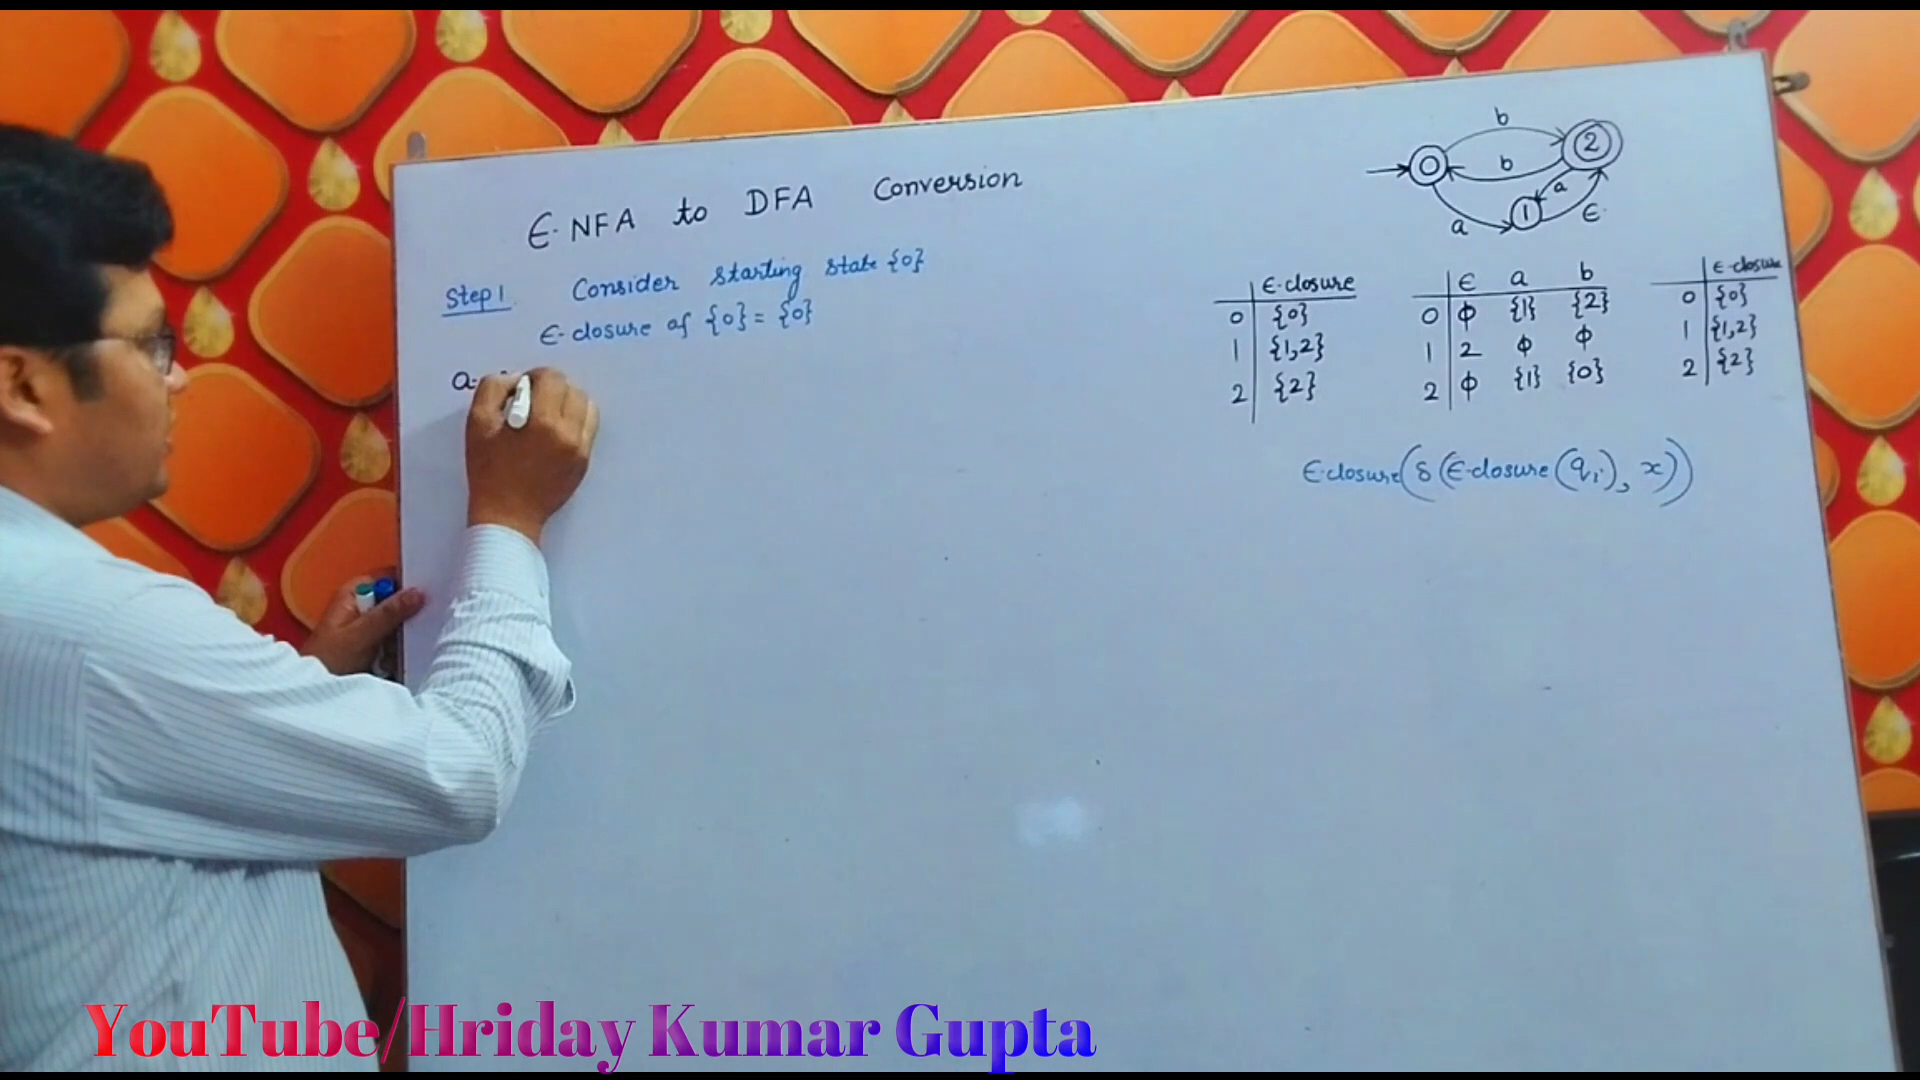 Є-NFA to DFA Conversion
Step 1. Consider starting state {0}
Є-closure of {0} = {0}
a=
b
b
0
2
a
1
a
Є
Є-closure
0 {0}
1 {1,2}
2 {2}
Є a b
0 ϕ {1} {2}
1 2 ϕ ϕ
2 ϕ {1} {0}
Є-closure
0 {0}
1 {1,2}
2 {2}
Є-closure(δ(Є-closure(qi), x))
YouTube/Hriday Kumar Gupta